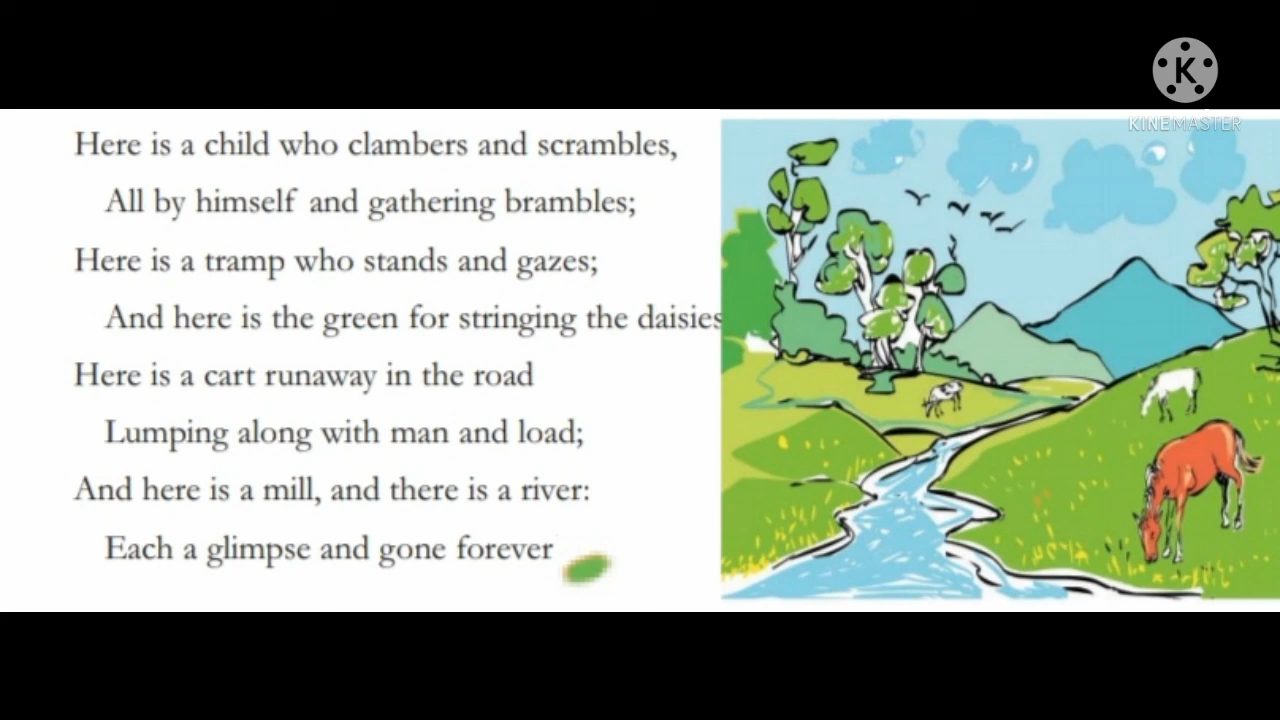 Here is a child who clambers and scrambles,
All by himself and gathering brambles;
Here is a tramp who stands and gazes;
And here is the green for stringing the daisies
Here is a cart runaway in the road
Lumping along with man and load;
And here is a mill, and there is a river:
Each a glimpse and gone forever
K
KINEMASTER